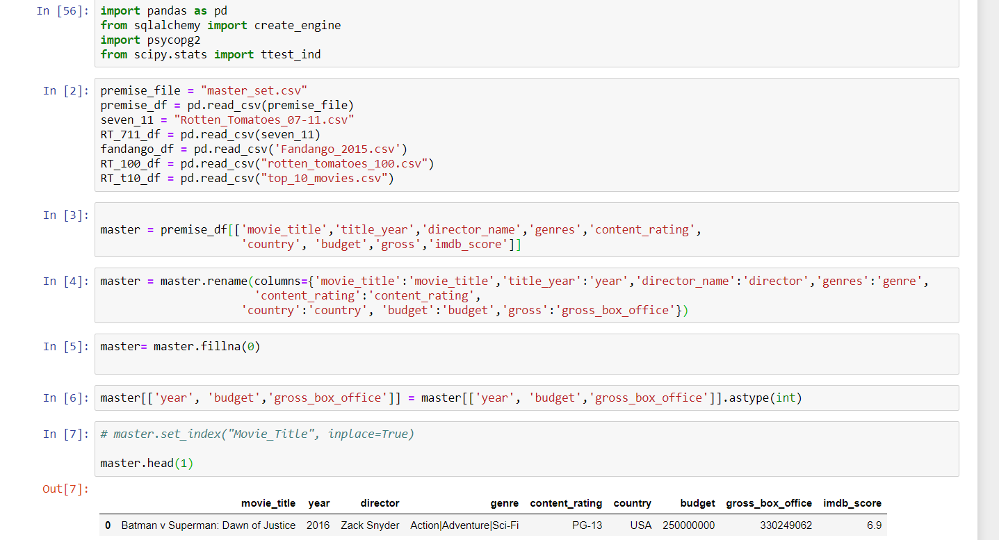 In [56]: import pandas as pd
from sqlalchemy import create_engine
import psycopg2
from scipy.stats import ttest_ind
In [2]: premise_file = "master_set.csv"
premise_df = pd.read_csv(premise_file)
seven_11 = "Rotten_Tomatoes_07-11.csv"
RT_711_df = pd.read_csv(seven_11)
fandango_df = pd.read_csv('Fandango_2015.csv')
RT_100_df = pd.read_csv("rotten_tomatoes_100.csv")
RT_t10_df = pd.read_csv("top_10_movies.csv")
In [3]:
master = premise_df[['movie_title','title_year','director_name','genres','content_rating',
'country', 'budget','gross','imdb_score']]
In [4]: master = master.rename(columns={'movie_title':'movie_title','title_year':'year','director_name':'director','genres':'genre',
'content_rating':'content_rating',
'country':'country', 'budget':'budget','gross':'gross_box_office'})
In [5]: master= master.fillna(0)
In [6]: master[['year', 'budget','gross_box_office']] = master[['year', 'budget','gross_box_office']].astype(int)
In [7]: # master.set_index("Movie_Title", inplace=True)
master.head(1)
Out[7]:
movie_title year director genre content_rating country budget gross_box_office imdb_score
0 Batman v Superman: Dawn of Justice 2016 Zack Snyder Action|Adventure|Sci-Fi PG-13 USA 250000000 330249062 6.9